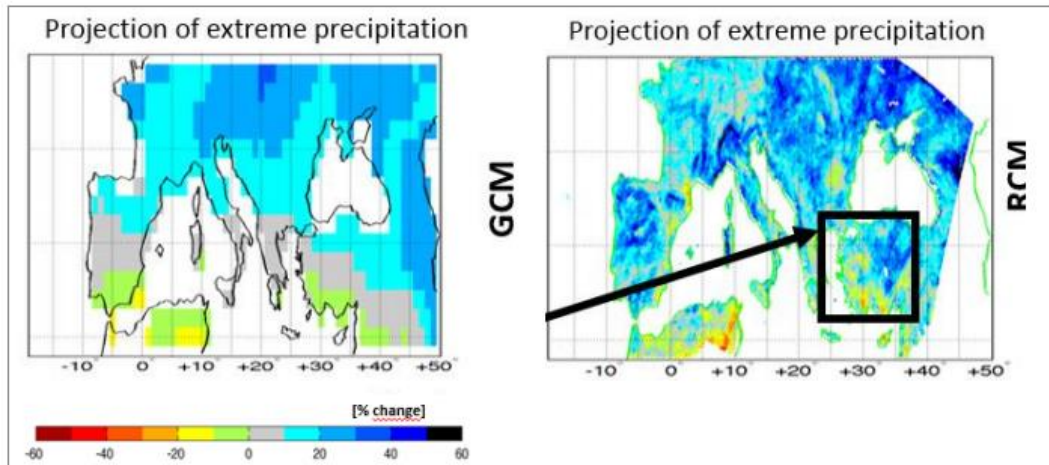 Projection of extreme precipitation
Projection of extreme precipitation
GCM
RCM
-10° 0° +10° +20° +30° +40° +50°
-10° 0° +10° +20° +30° +40° +50°
[% change]
-60 -40 -20 0 20 40 60